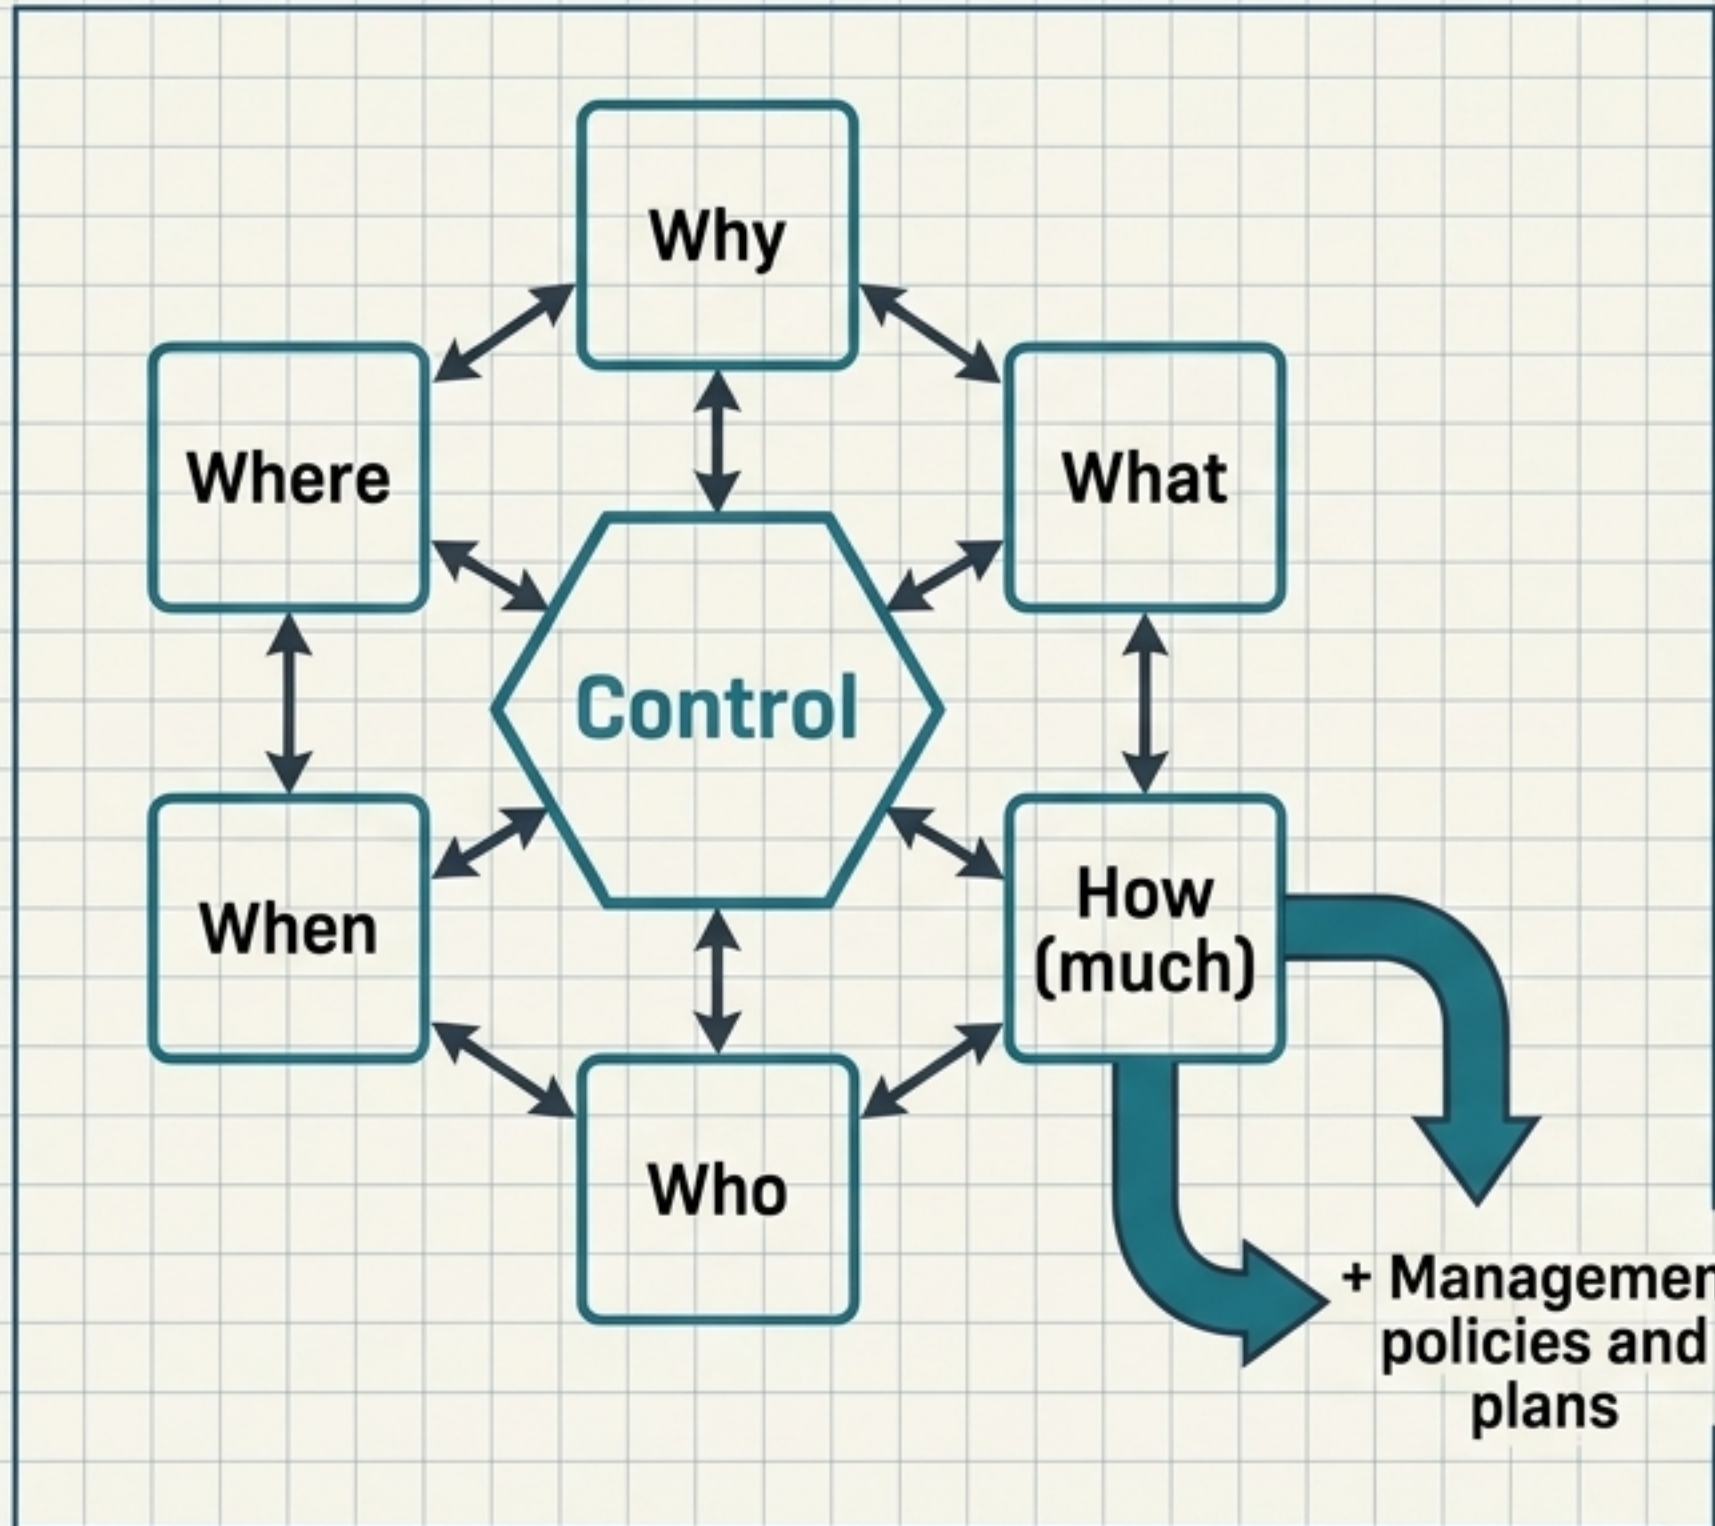 Why
Where
What
Control
When
How
(much)
Who
+ Managemen
policies and
plans